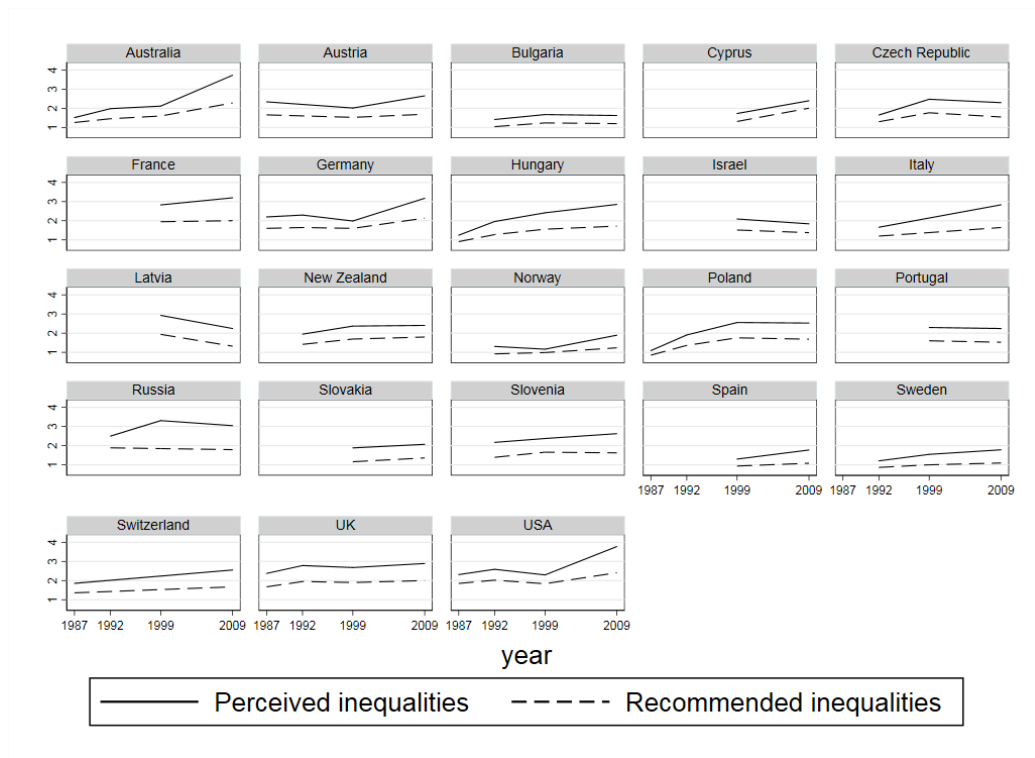 Australia Austria Bulgaria Cyprus Czech Republic
4
3
2
1
France Germany Hungary Israel Italy
4
3
2
1
Latvia New Zealand Norway Poland Portugal
4
3
2
1
Russia Slovakia Slovenia Spain Sweden
4
3
2
1
1987 1992 1999 2009 1987 1992 1999 2009
Switzerland UK USA
4
3
2
1
1987 1992 1999 2009 1987 1992 1999 2009 1987 1992 1999 2009
year
Perceived inequalities Recommended inequalities